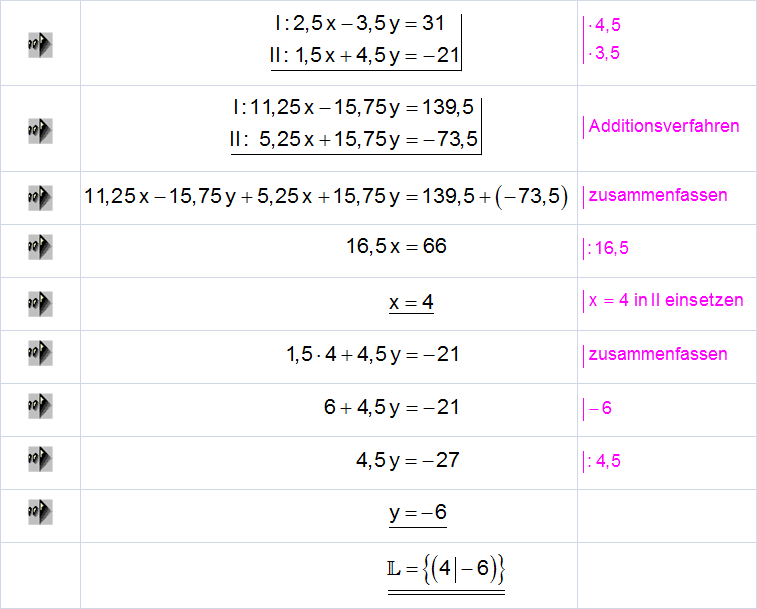 I: 2,5x − 3,5y = 31 | ·4,5
II: 1,5x + 4,5y = −21 | ·3,5
I: 11,25x − 15,75y = 139,5
II: 5,25x + 15,75y = −73,5 | Additionsverfahren
11,25x − 15,75y + 5,25x + 15,75y = 139,5 + (−73,5) | zusammenfassen
16,5x = 66 | : 16,5
x = 4 | x = 4 in II einsetzen
1,5 · 4 + 4,5y = −21 | zusammenfassen
6 + 4,5y = −21 | − 6
4,5y = −27 | : 4,5
y = −6
𝕃 = {(4 | −6)}